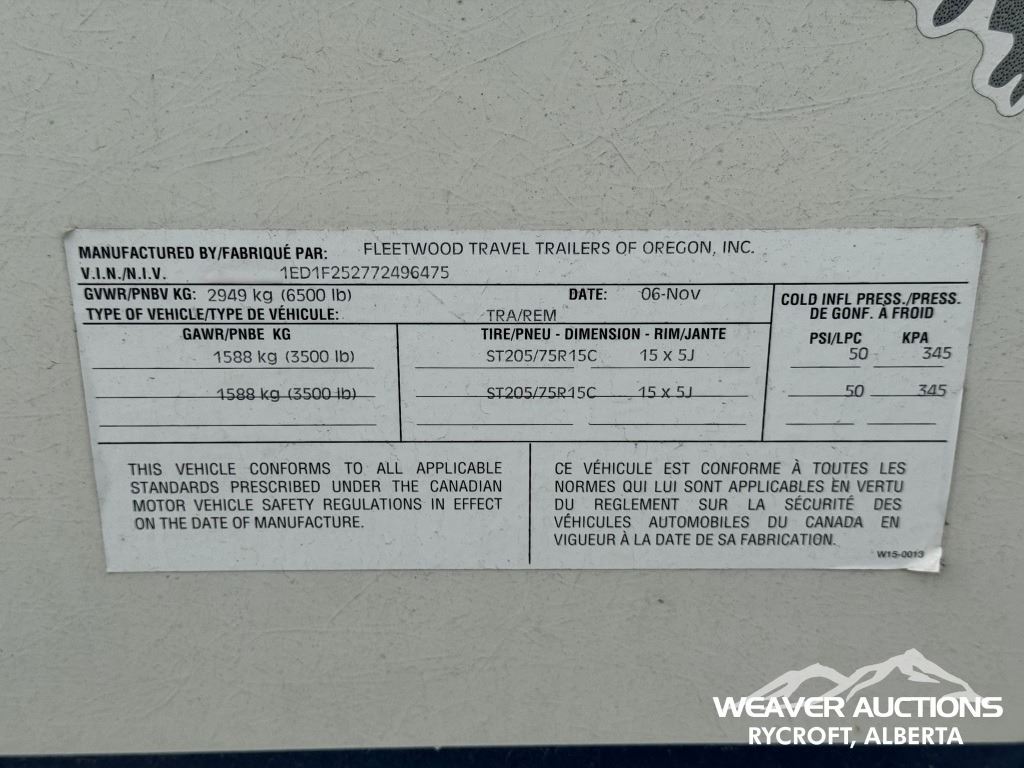 MANUFACTURED BY/FABRIQUÉ PAR: FLEETWOOD TRAVEL TRAILERS OF OREGON, INC.
V.I.N./N.I.V. 1ED1F252772496475
GVWR/PNBV KG: 2949 kg (6500 lb) DATE: 06-Nov
TYPE OF VEHICLE/TYPE DE VÉHICULE: TRA/REM
COLD INFL PRESS./PRESS.
DE GONF. À FROID
GAWR/PNBE KG TIRE/PNEU - DIMENSION - RIM/JANTE PSI/LPC KPA
1588 kg (3500 lb) ST205/75R15C 15 x 5J 50 345
1588 kg (3500 lb) ST205/75R15C 15 x 5J 50 345
THIS VEHICLE CONFORMS TO ALL APPLICABLE
STANDARDS PRESCRIBED UNDER THE CANADIAN
MOTOR VEHICLE SAFETY REGULATIONS IN EFFECT
ON THE DATE OF MANUFACTURE.
CE VÉHICULE EST CONFORME À TOUTES LES
NORMES QUI LUI SONT APPLICABLES EN VERTU
DU REGLEMENT SUR LA SÉCURITÉ DES
VÉHICULES AUTOMOBILES DU CANADA EN
VIGUEUR À LA DATE DE SA FABRICATION.
W15-0013
WEAVER AUCTIONS
RYCROFT, ALBERTA